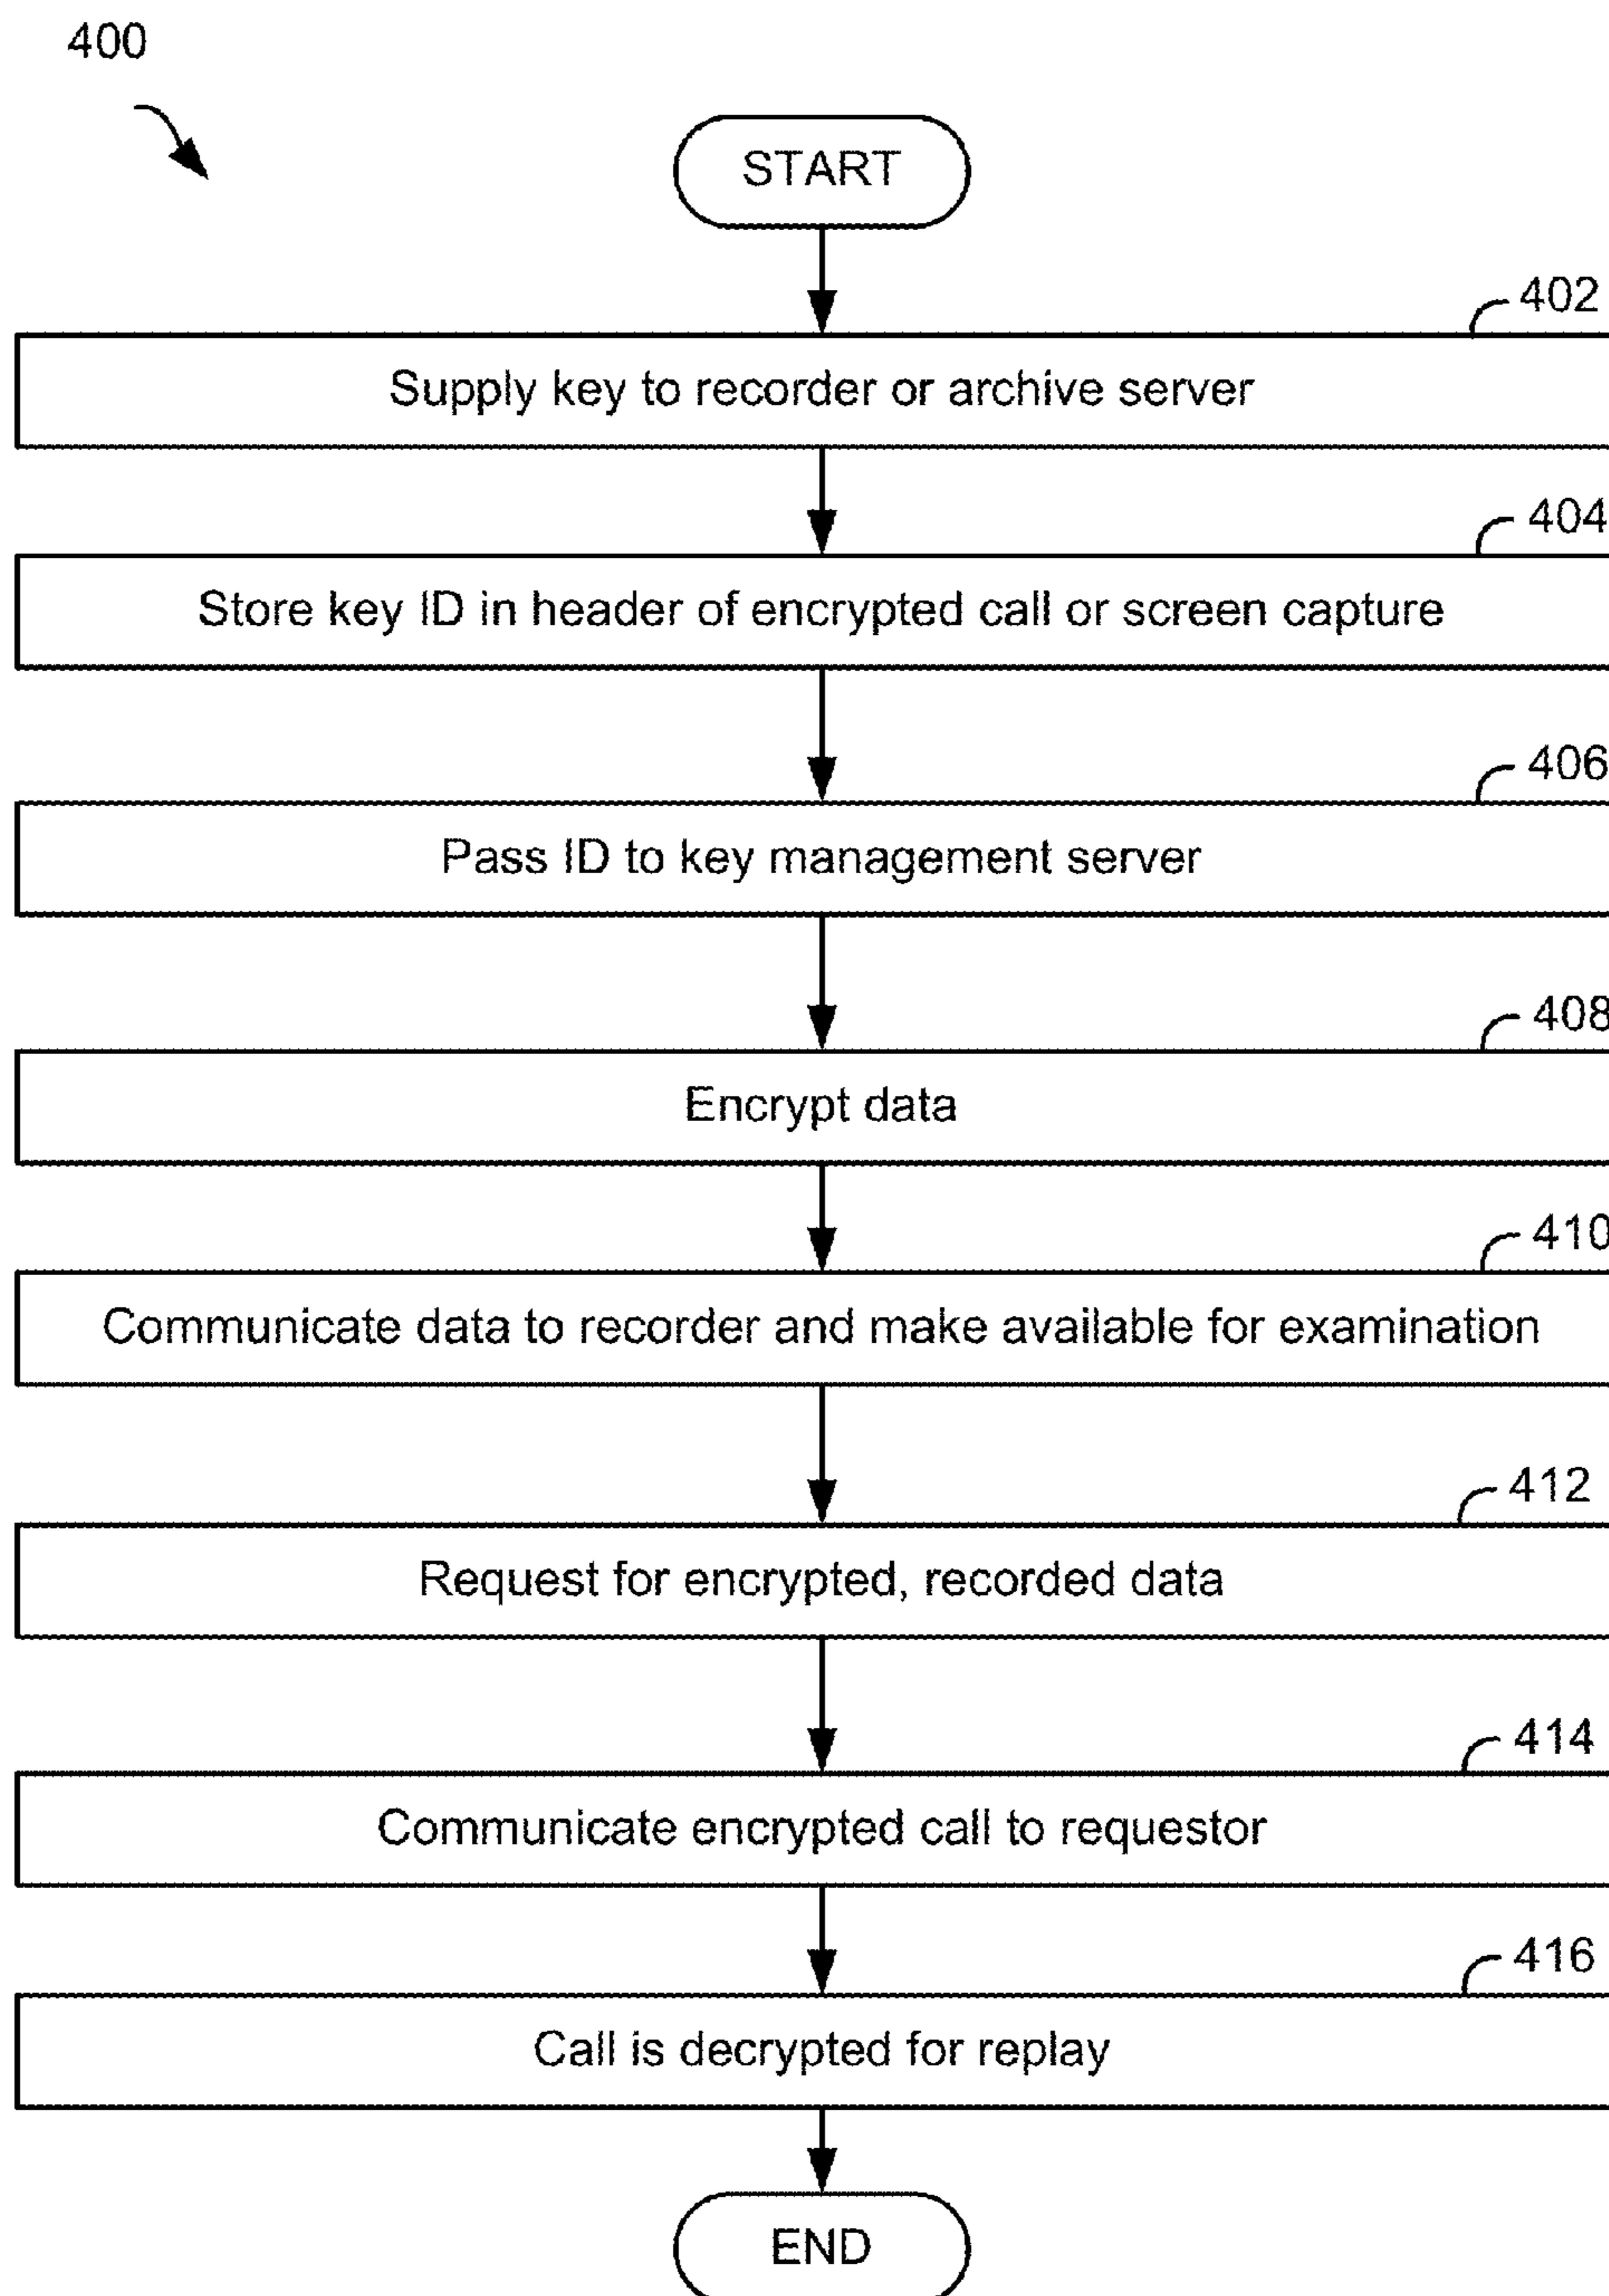 400
START
402
Supply key to recorder or archive server
404
Store key ID in header of encrypted call or screen capture
406
Pass ID to key management server
408
Encrypt data
410
Communicate data to recorder and make available for examination
412
Request for encrypted, recorded data
414
Communicate encrypted call to requestor
416
Call is decrypted for replay
END